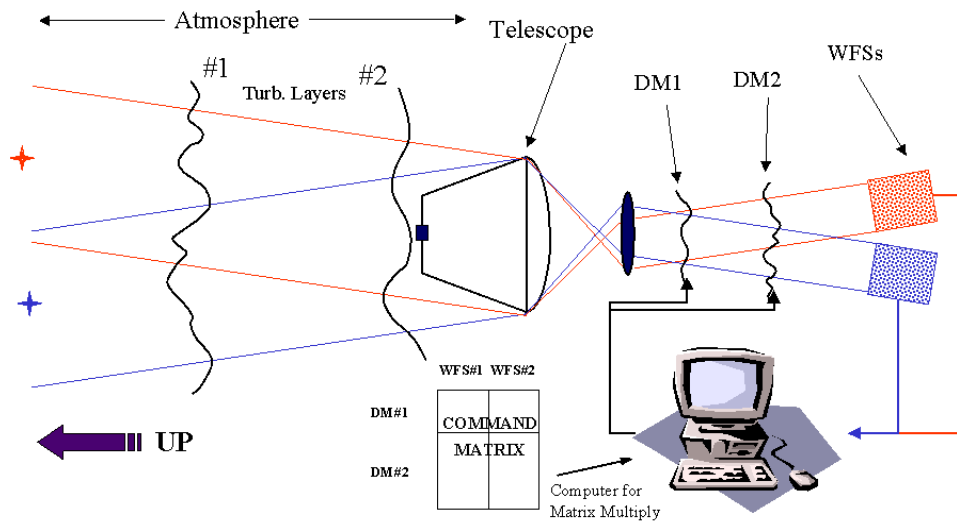 Atmosphere
Telescope
WFSs
#1
#2
DM1
DM2
Turb. Layers
WFS#1 WFS#2
DM#1
COMMAND
MATRIX
DM#2
UP
Computer for
Matrix Multiply